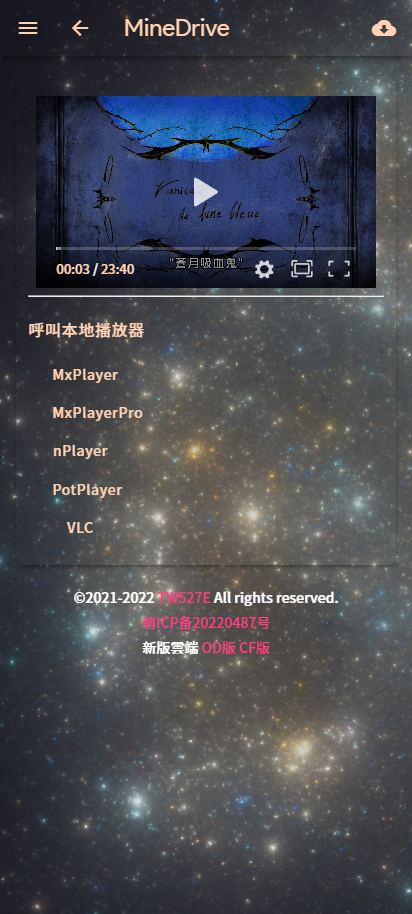 MineDrive
Vampire
de lune bleue
"蒼月吸血鬼"
00:03 / 23:40
呼叫本地播放器
MxPlayer
MxPlayerPro
nPlayer
PotPlayer
VLC
©2021-2022 TW527E All rights reserved.
萌ICP备20220487号
新版雲端 OD版 CF版